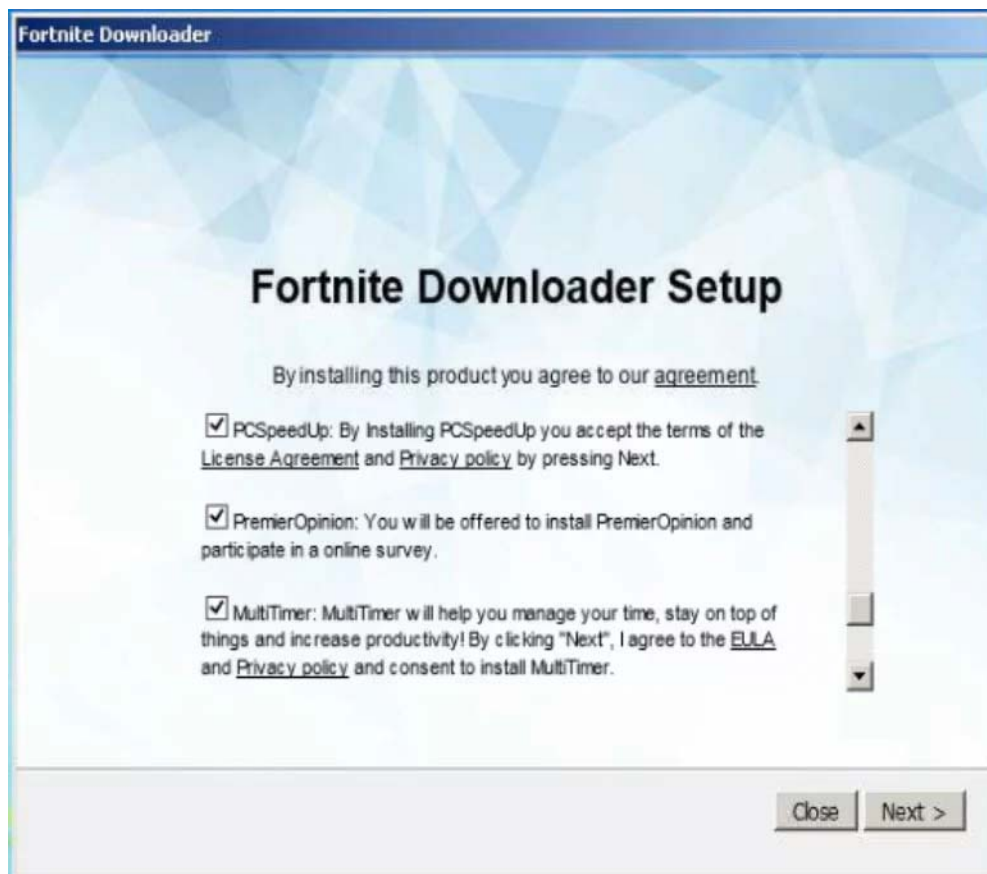 Fortnite Downloader
Fortnite Downloader Setup
By installing this product you agree to our agreement.
PCSpeedUp: By Installing PCSpeedUp you accept the terms of the
License Agreement and Privacy policy by pressing Next.
PremierOpinion: You will be offered to install PremierOpinion and
participate in a online survey.
MultiTimer: MultiTimer will help you manage your time, stay on top of
things and increase productivity! By clicking "Next", I agree to the EULA
and Privacy policy and consent to install MultiTimer.
Close Next >